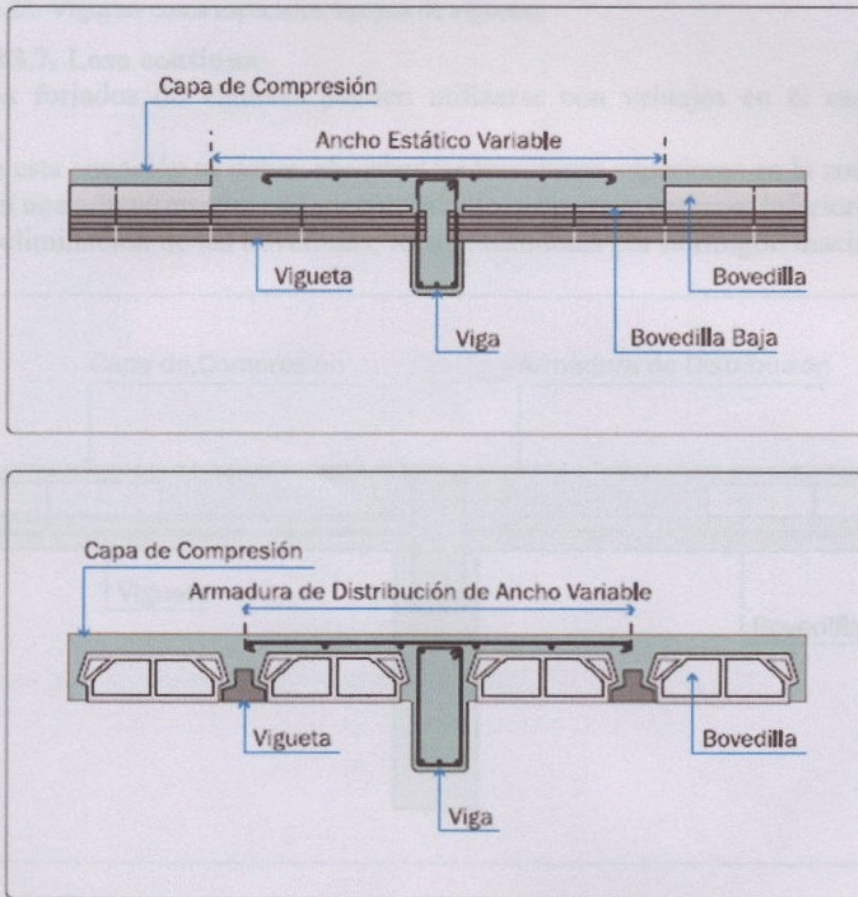 Capa de Compresión
Ancho Estático Variable
Vigueta
Bovedilla
Viga
Bovedilla Baja
Capa de Compresión
Armadura de Distribución de Ancho Variable
Vigueta
Bovedilla
Viga